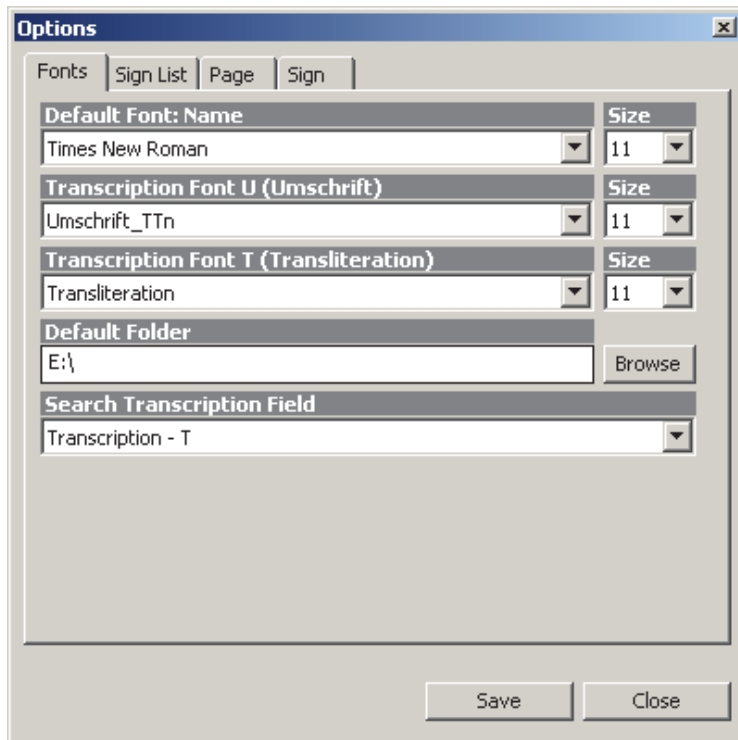 Options
Fonts Sign List Page Sign
Default Font: Name Size
Times New Roman 11
Transcription Font U (Umschrift) Size
Umschrift_TTn 11
Transcription Font T (Transliteration) Size
Transliteration 11
Default Folder
E:\ Browse
Search Transcription Field
Transcription - T
Save Close